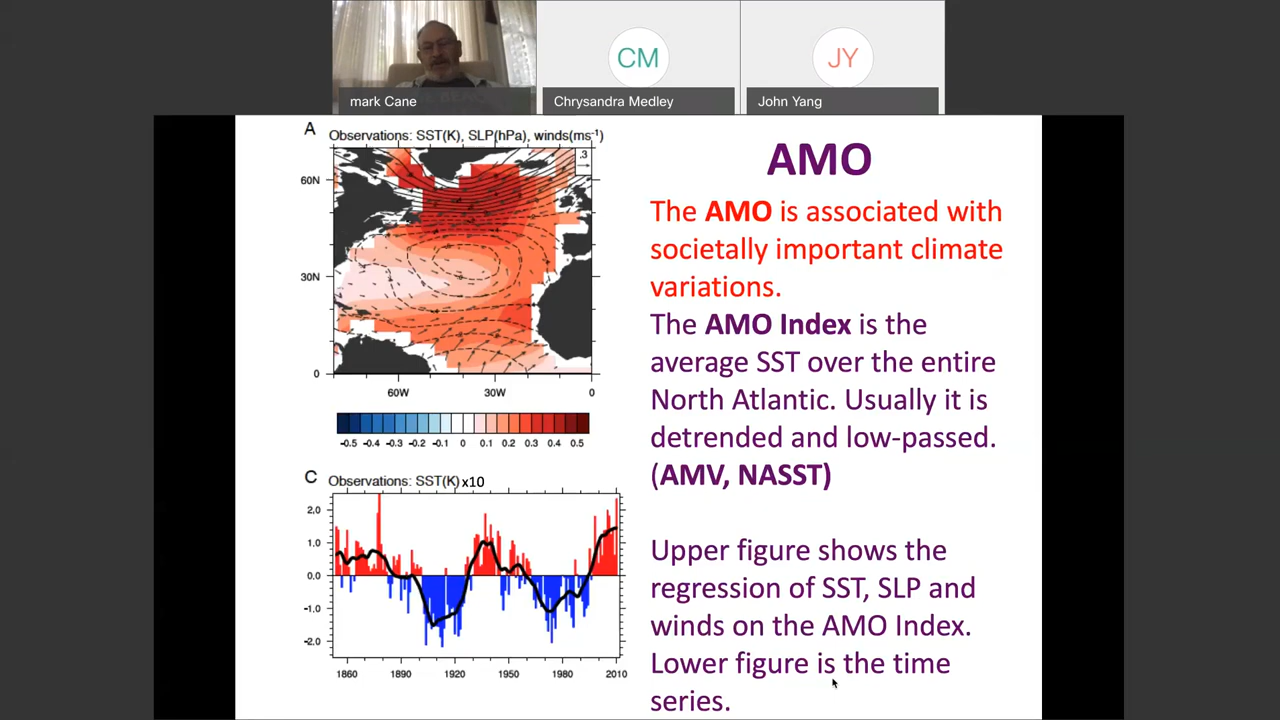 CM
JY
mark Cane
Chrysandra Medley
John Yang
A
Observations: SST(K), SLP(hPa), winds(ms⁻¹)
.3
60N
30N
0
60W 30W 0
-0.5 -0.4 -0.3 -0.2 -0.1 0 0.1 0.2 0.3 0.4 0.5
C
Observations: SST(K) x10
2.0
1.0
0.0
-1.0
-2.0
1860 1890 1920 1950 1980 2010
AMO
The AMO is associated with
societally important climate
variations.
The AMO Index is the
average SST over the entire
North Atlantic. Usually it is
detrended and low-passed.
(AMV, NASST)
Upper figure shows the
regression of SST, SLP and
winds on the AMO Index.
Lower figure is the time
series.